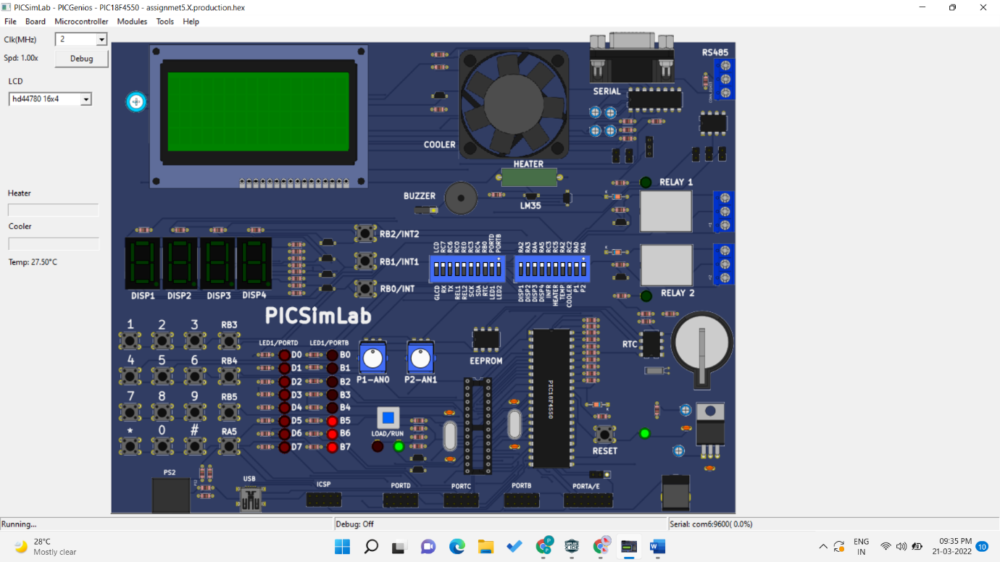 PICSimLab - PICGenios - PIC18F4550 - assignmet5.X.production.hex
File Board Microcontroller Modules Tools Help
Clk(MHz) 2
Spd: 1.00x Debug
LCD
hd44780 16x4
Heater
Cooler
Temp: 27.50°C
RS485
SERIAL
COOLER
HEATER
BUZZER
LM35
RELAY 1
RELAY 2
RB2/INT2
RB1/INT1
RB0/INT
LCD RC7 RC6 RC0 RE0 RC3 RC4 RB0 PORTD PORTB
GLCD RX TX REL1 REL2 SCK SDA RTC LED1 LED2
RA2 RA3 RA4 RA5 RC3 RC5 RA2 RC2 RA0 RA1
DISP1 DISP2 DISP3 DISP4 INFR HEATER TEMP COOLER P1 P2
DISP1 DISP2 DISP3 DISP4
PICSimLab
1 2 3 RB3
4 5 6 RB4
7 8 9 RB5
* 0 # RA5
LED1/PORTD LED1/PORTB
D0 B0
D1 B1
D2 B2
D3 B3
D4 B4
D5 B5
D6 B6
D7 B7
P1-AN0 P2-AN1
EEPROM
RTC
PIC18F4550
LOAD/RUN
RESET
PS2
USB
ICSP
PORTD
PORTC
PORTB
PORTA/E
Running... Debug: Off Serial: com6:9600( 0.0%)
28°C
Mostly clear
ENG
IN
09:35 PM
21-03-2022
10